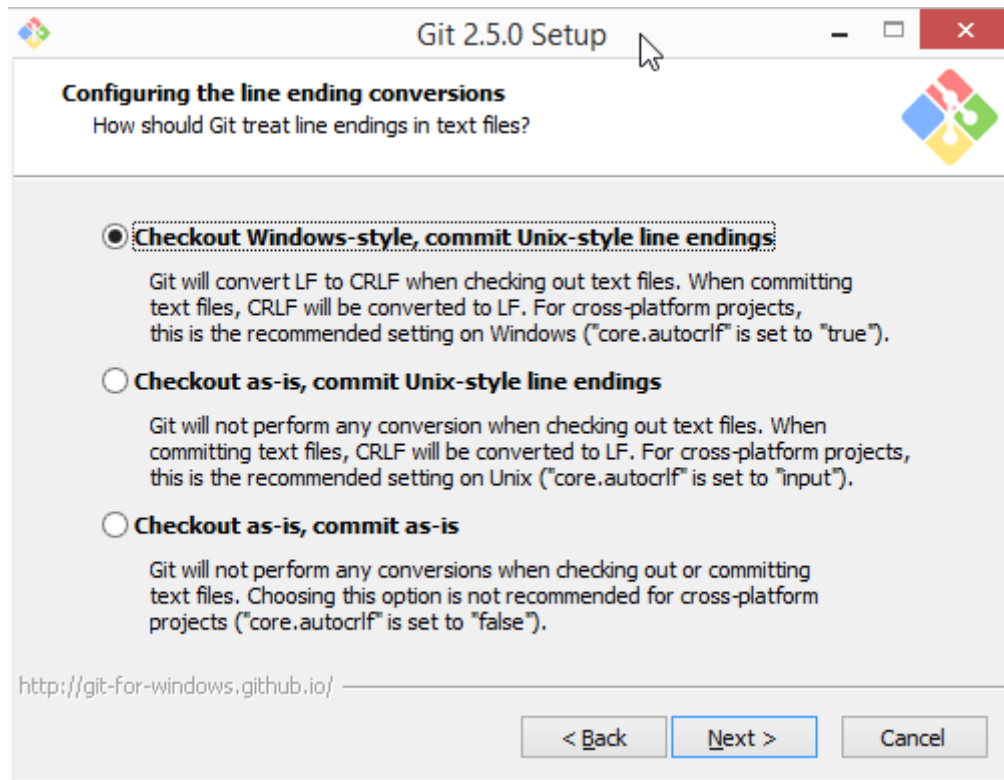 Git 2.5.0 Setup
Configuring the line ending conversions
How should Git treat line endings in text files?
Checkout Windows-style, commit Unix-style line endings
Git will convert LF to CRLF when checking out text files. When committing
text files, CRLF will be converted to LF. For cross-platform projects,
this is the recommended setting on Windows ("core.autocrlf" is set to "true").
Checkout as-is, commit Unix-style line endings
Git will not perform any conversion when checking out text files. When
committing text files, CRLF will be converted to LF. For cross-platform projects,
this is the recommended setting on Unix ("core.autocrlf" is set to "input").
Checkout as-is, commit as-is
Git will not perform any conversions when checking out or committing
text files. Choosing this option is not recommended for cross-platform
projects ("core.autocrlf" is set to "false").
http://git-for-windows.github.io/
< Back Next > Cancel